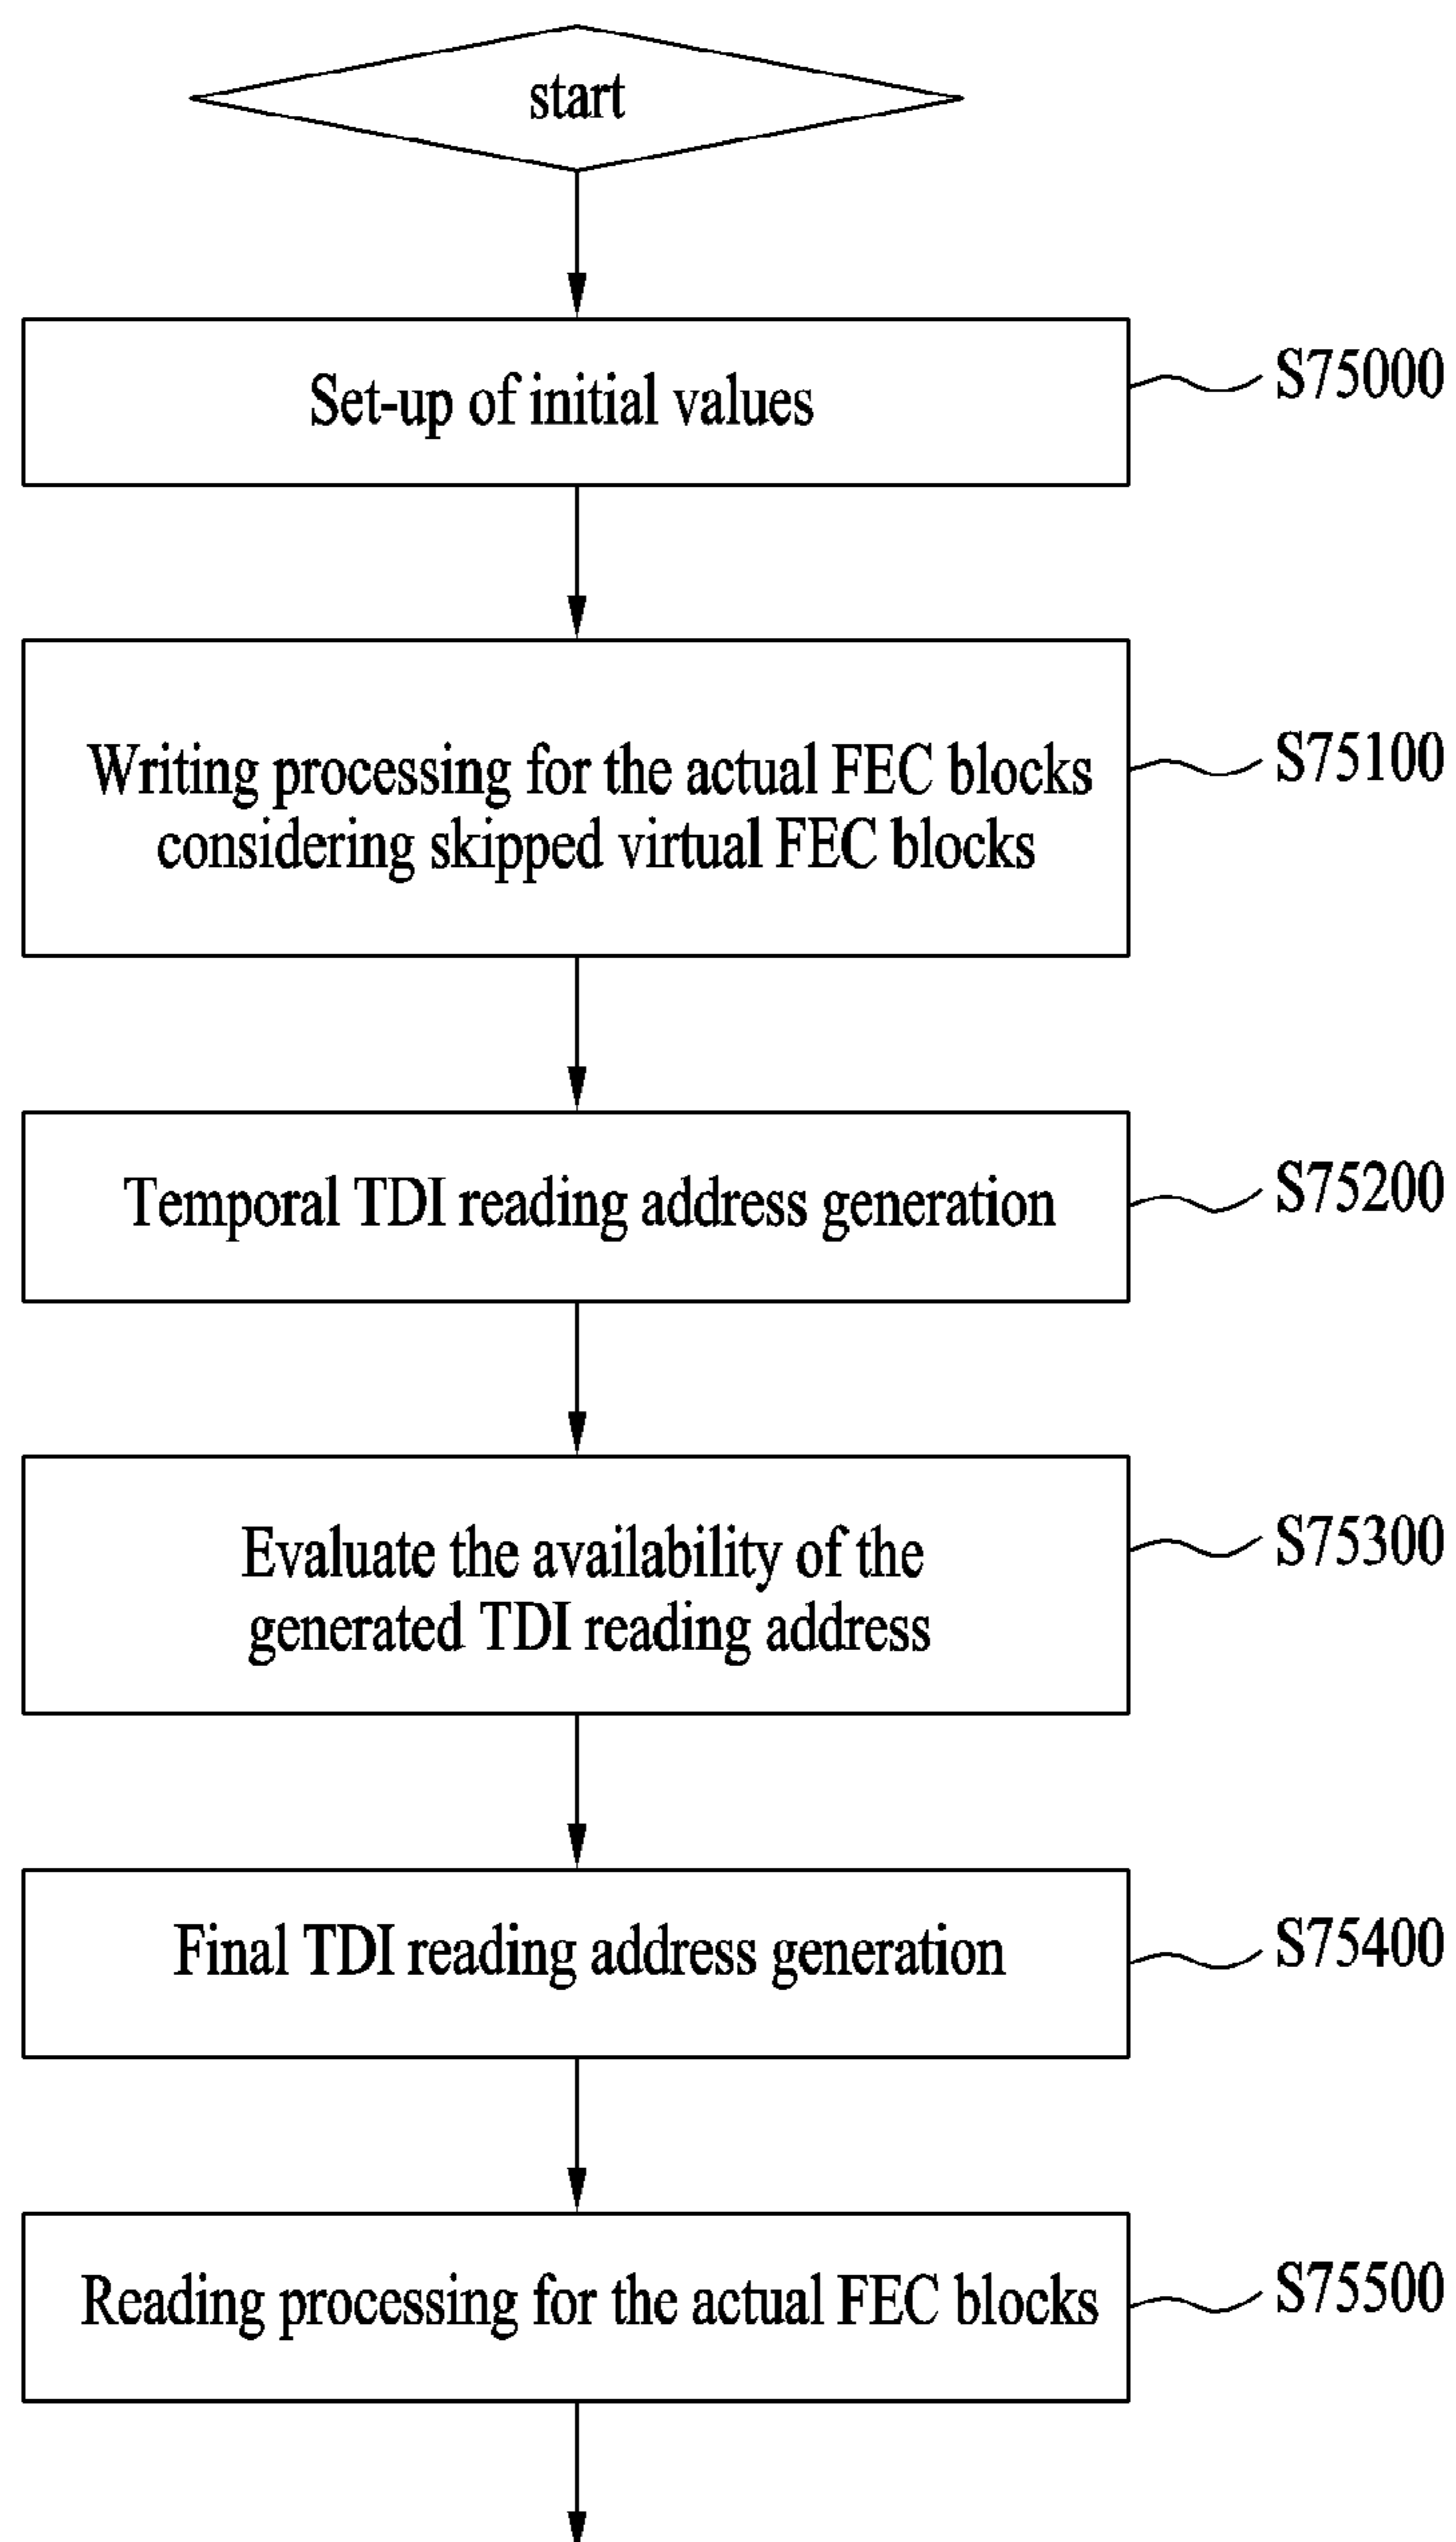 start
Set-up of initial values
S75000
Writing processing for the actual FEC blocks
considering skipped virtual FEC blocks
S75100
Temporal TDI reading address generation
S75200
Evaluate the availability of the
generated TDI reading address
S75300
Final TDI reading address generation
S75400
Reading processing for the actual FEC blocks
S75500